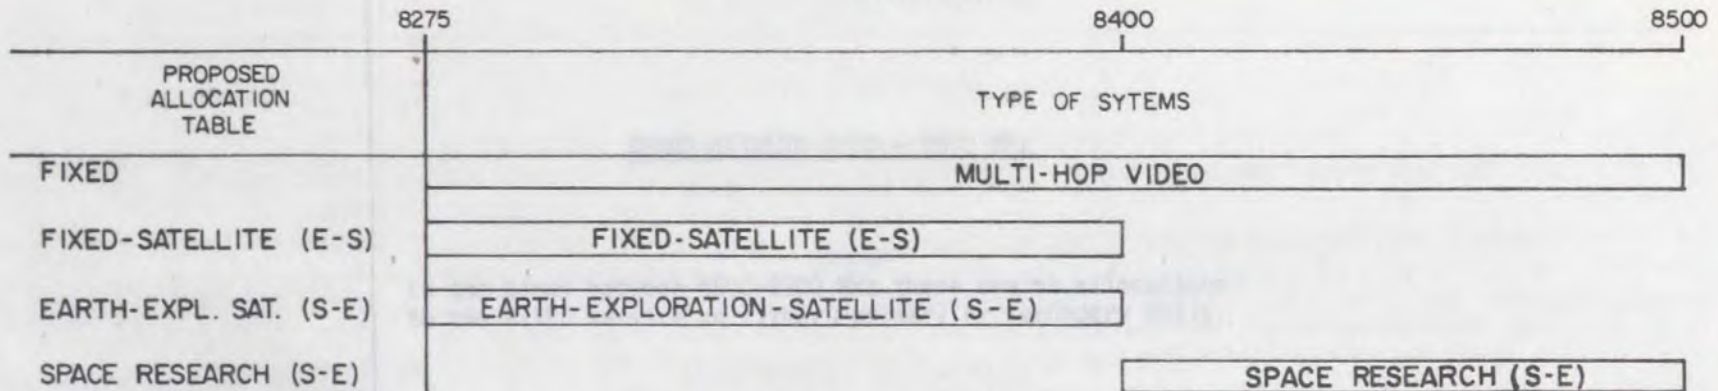 8275 8400 8500
PROPOSED
ALLOCATION
TABLE
TYPE OF SYTEMS
FIXED MULTI-HOP VIDEO
FIXED-SATELLITE (E-S) FIXED-SATELLITE (E-S)
EARTH-EXPL. SAT. (S-E) EARTH-EXPLORATION-SATELLITE (S-E)
SPACE RESEARCH (S-E) SPACE RESEARCH (S-E)